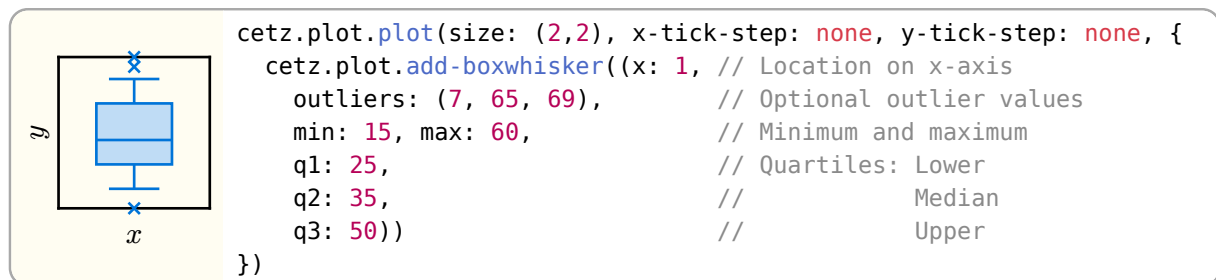 y
x
cetz.plot.plot(size: (2,2), x-tick-step: none, y-tick-step: none, {
  cetz.plot.add-boxwhisker((x: 1, // Location on x-axis
    outliers: (7, 65, 69),        // Optional outlier values
    min: 15, max: 60,             // Minimum and maximum
    q1: 25,                       // Quartiles: Lower
    q2: 35,                       //            Median
    q3: 50))                      //            Upper
})